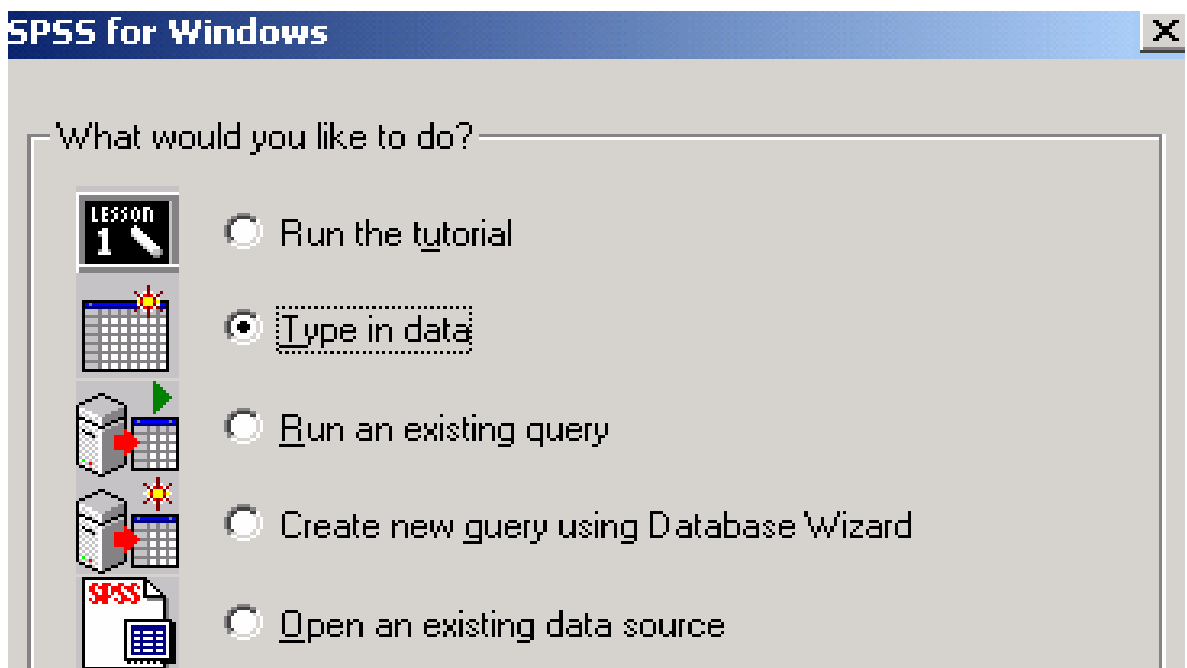 SPSS for Windows
What would you like to do?
LESSON
1
Run the tutorial
Type in data
Run an existing query
Create new query using Database Wizard
SPSS
Open an existing data source